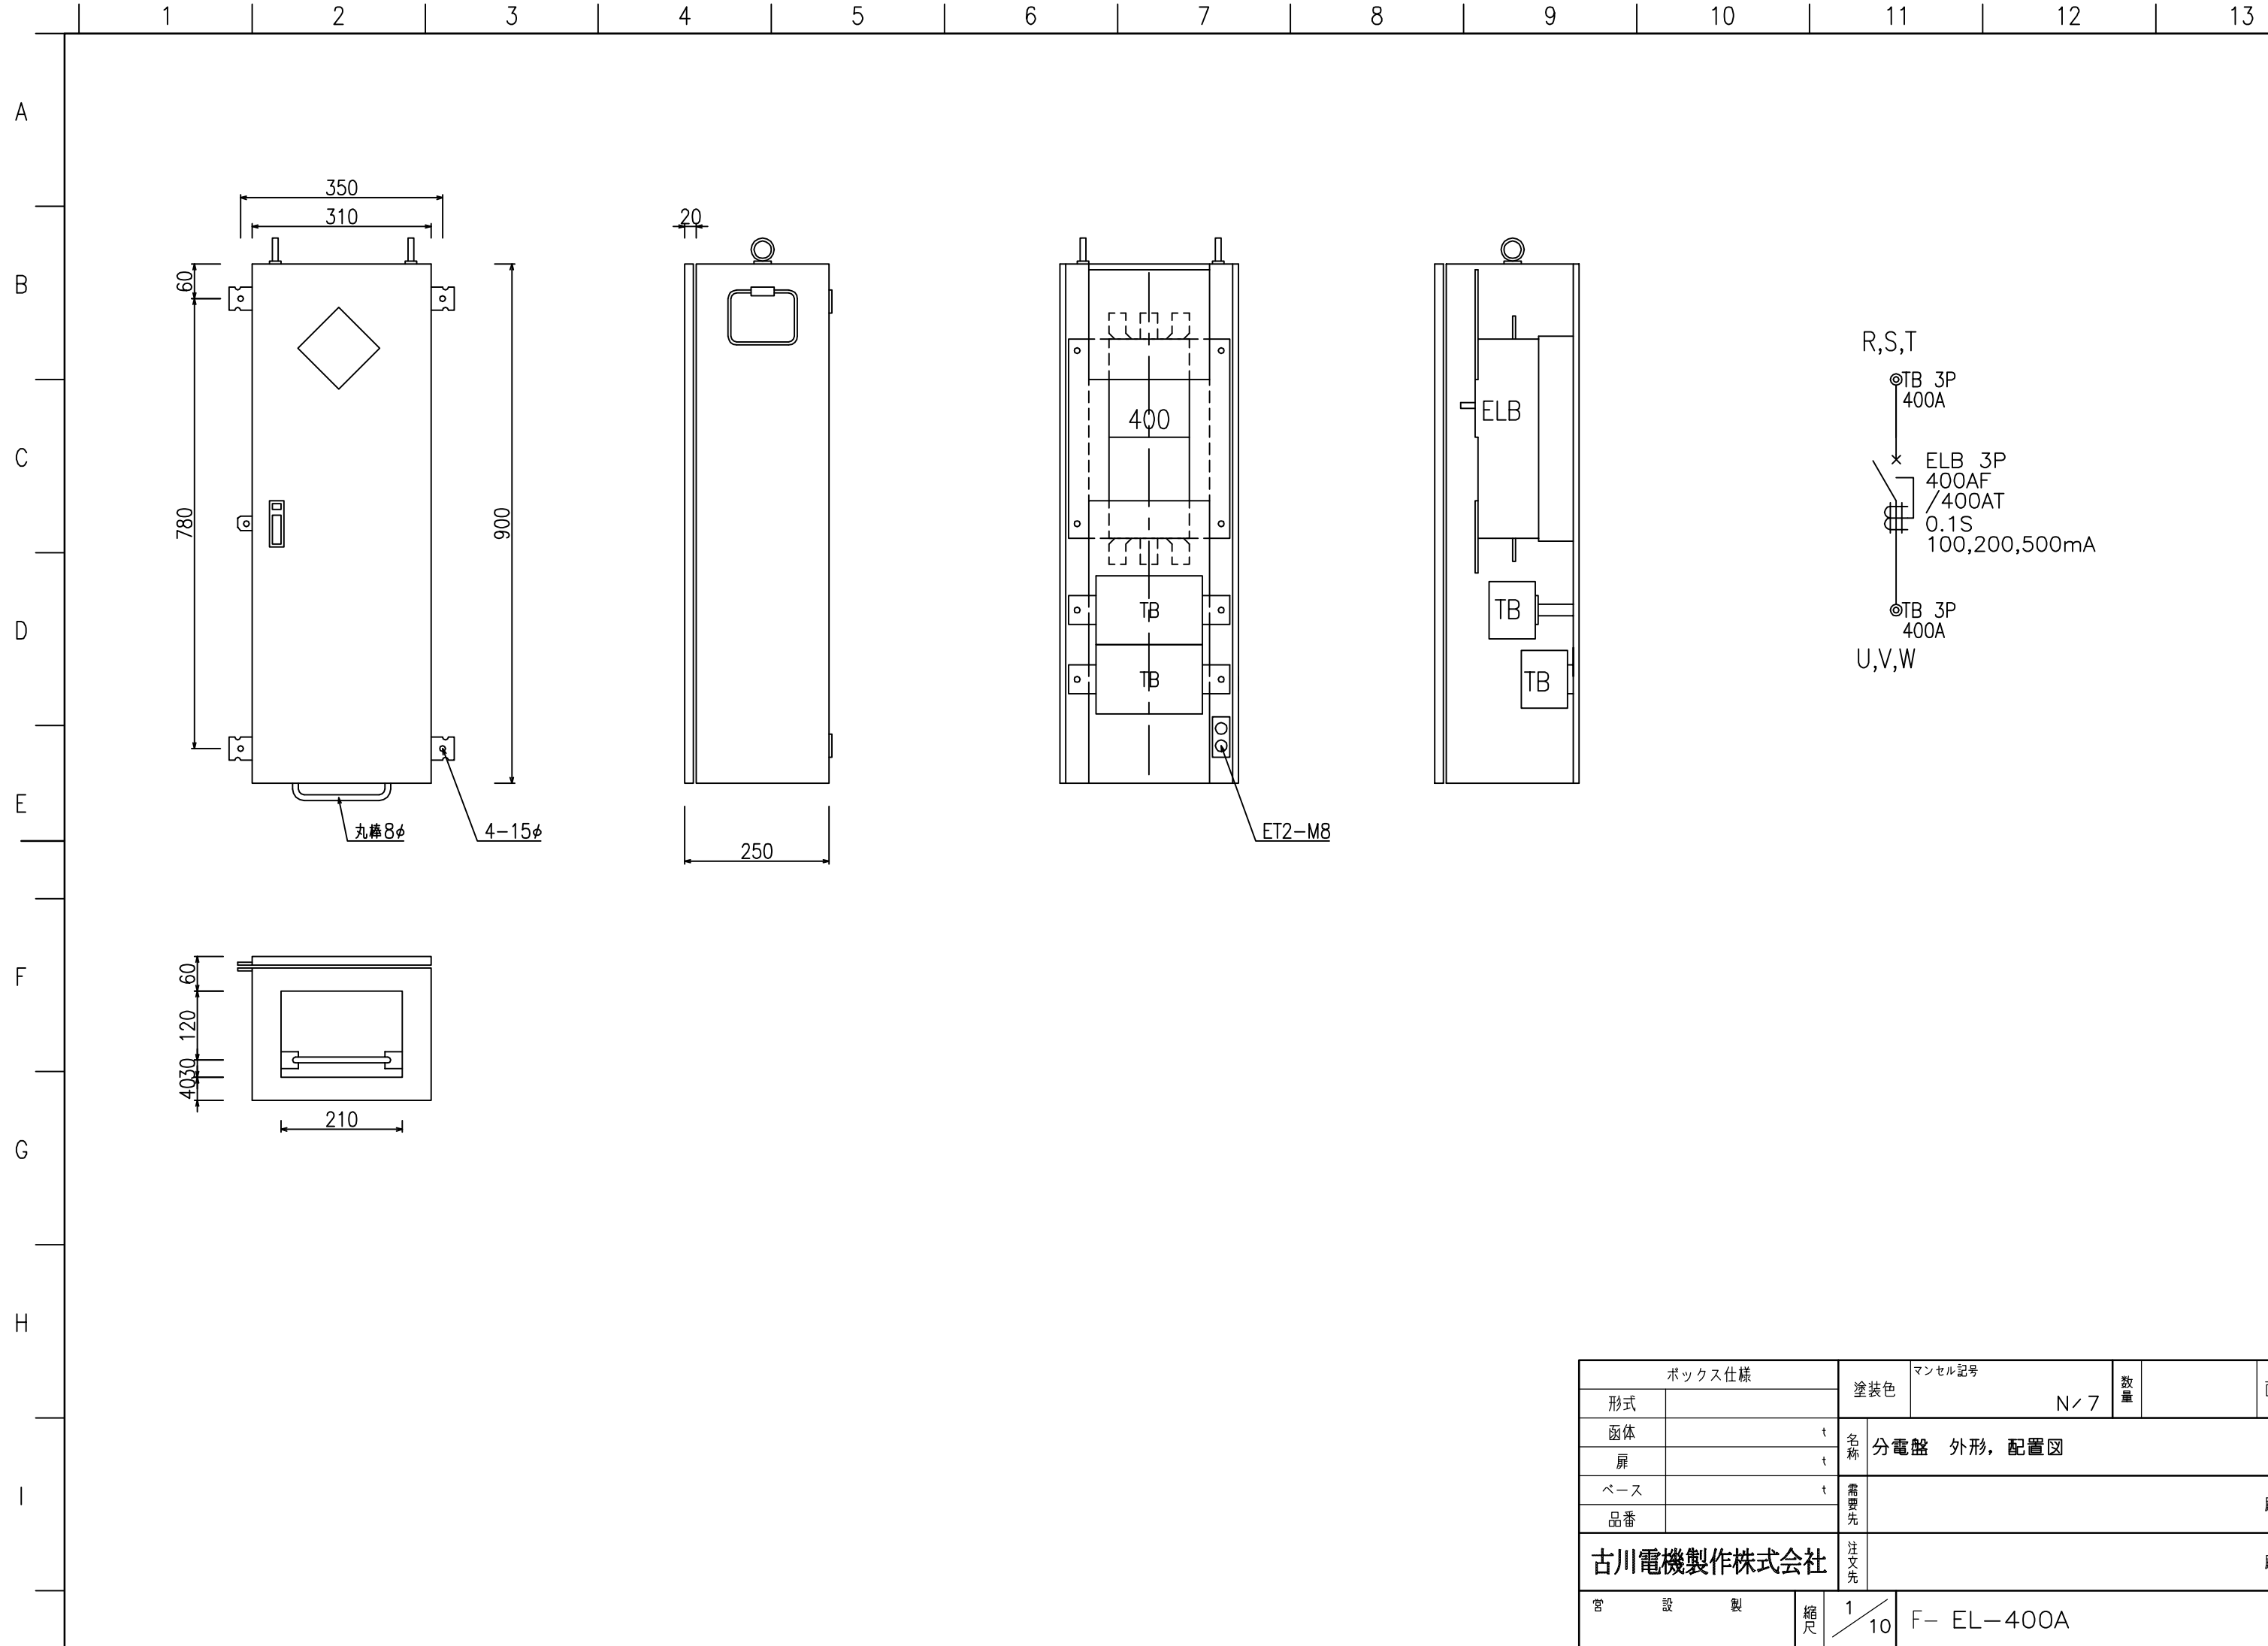 1 2 3 4 5 6 7 8 9 10 11 12 13
A
B
C
D
E
F
G
H
I
350
310
60
780
900
丸棒8φ
4-15φ
20
250
400
TB
TB
ET2-M8
ELB
TB
TB
R,S,T
TB 3P
400A
ELB 3P
400AF
/400AT
0.1S
100,200,500mA
TB 3P
400A
U,V,W
60
120
30
40
210
ボックス仕様
形式
函体 t
扉 t
ベース t
品番
塗装色
マンセル記号
N/7
数量
名称
分電盤 外形，配置図
需要先
注文先
古川電機製作株式会社
営 設 製
縮尺
1/10
F- EL-400A